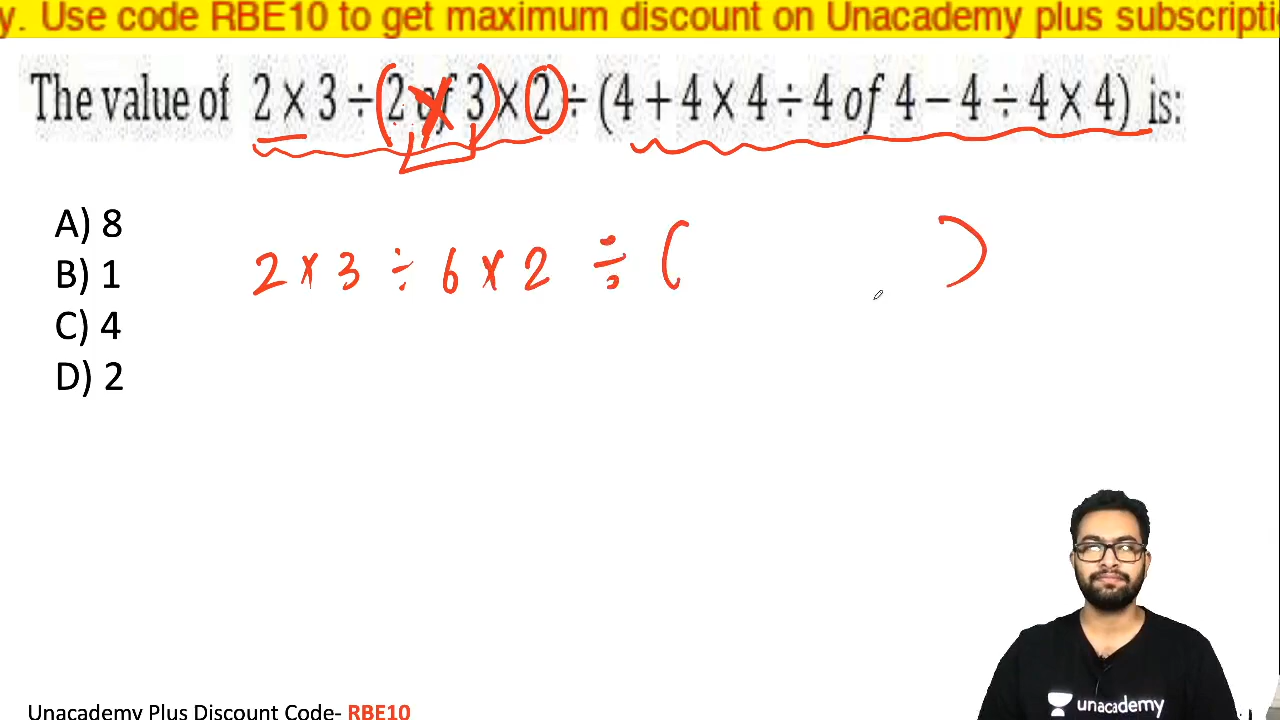 y. Use code RBE10 to get maximum discount on Unacademy plus subscripti
The value of 2 × 3 ÷ (2 of 3) × 2 ÷ (4 + 4 × 4 ÷ 4 of 4 − 4 ÷ 4 × 4) is:
A) 8
2 × 3 ÷ 6 × 2 ÷ ( )
B) 1
C) 4
D) 2
unacademy
Unacademy Plus Discount Code- RBE10